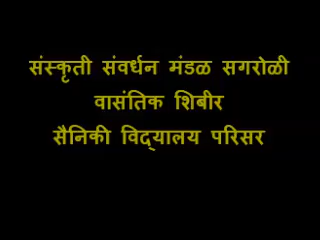 संस्कृती संवर्धन मंडळ सगरोळी
वासंतिक शिबीर
सैनिकी विद्‌यालय परिसर